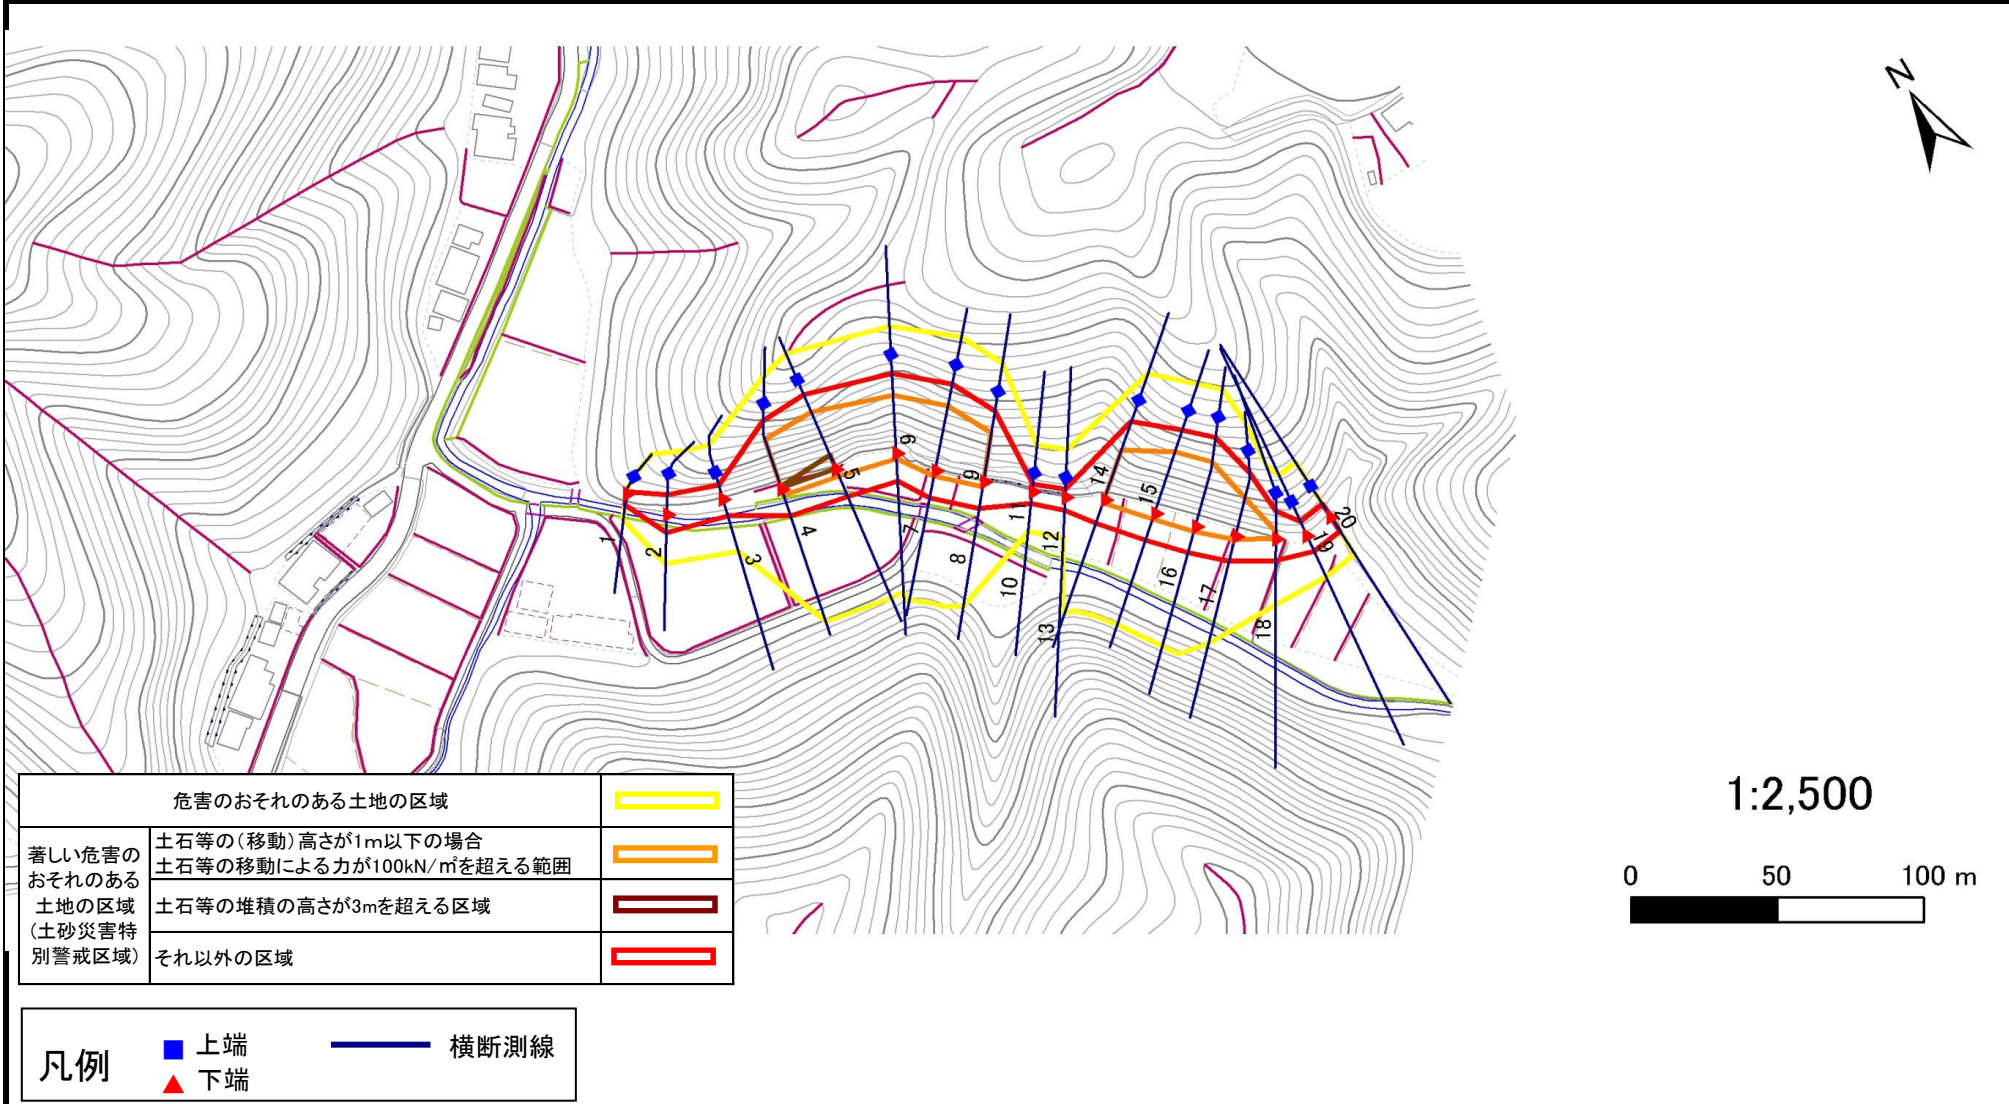 N
1
2
3
4
5
6
7
8
9
10
11
12
13
14
15
16
17
18
19
20
1:2,500
0 50 100 m
危害のおそれのある土地の区域
著しい危害の
おそれのある
土地の区域
(土砂災害特
別警戒区域)
土石等の(移動)高さが1m以下の場合
土石等の移動による力が100kN/㎡を超える範囲
土石等の堆積の高さが3mを超える区域
それ以外の区域
凡例
上端
横断測線
下端